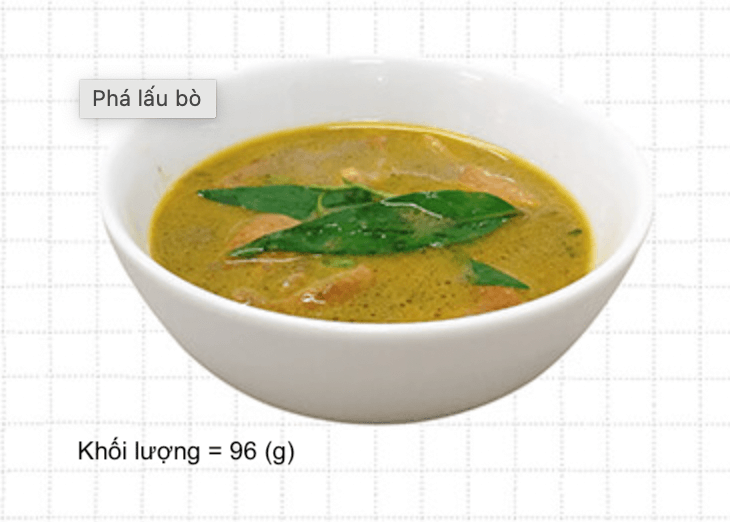 Phá lấu bò
Khối lượng = 96 (g)